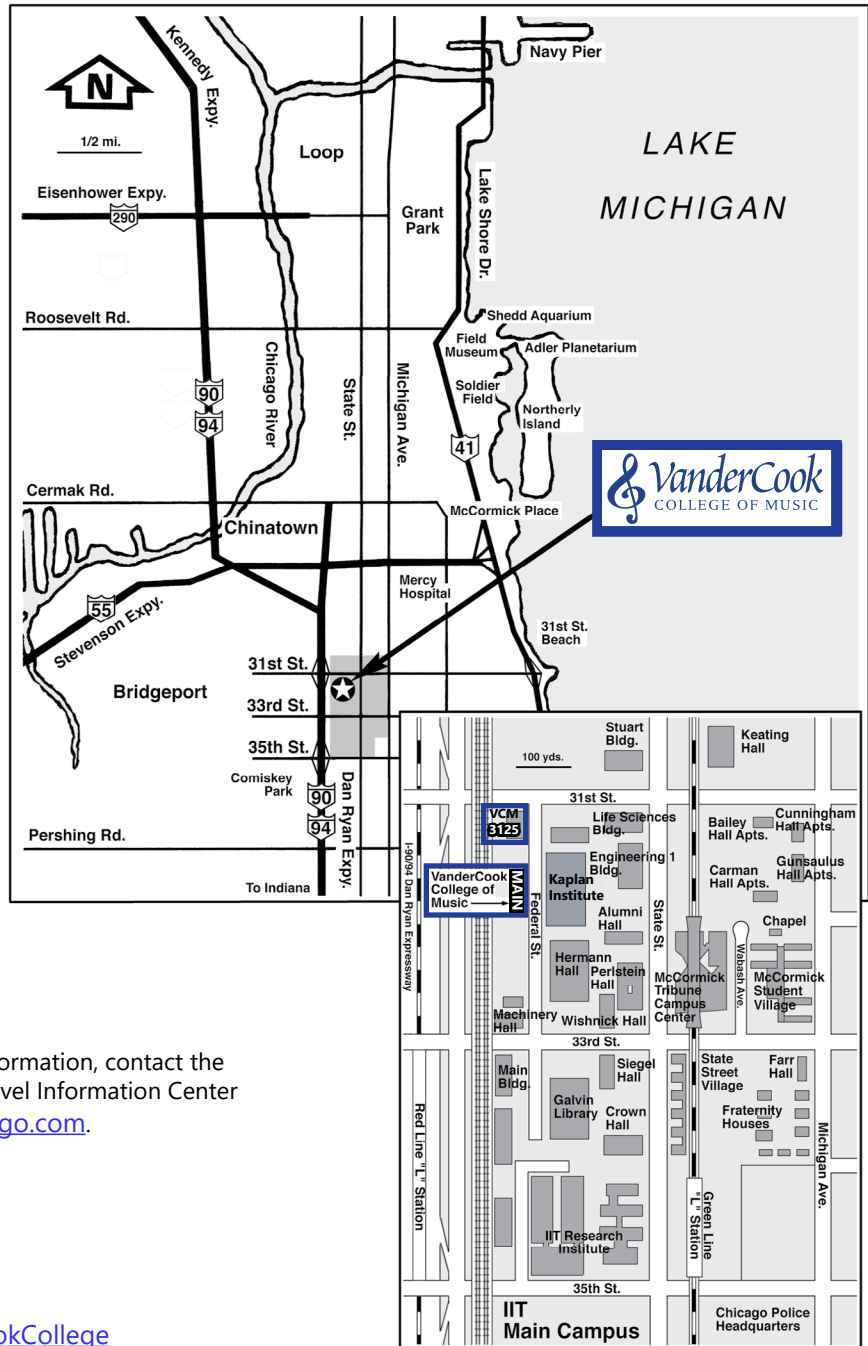 Navy Pier
Kennedy Expy.
N
1/2 mi.
Loop
LAKE
MICHIGAN
Eisenhower Expy.
290
Grant
Park
Lake Shore Dr.
Roosevelt Rd.
Shedd Aquarium
Field
Museum
Adler Planetarium
Chicago River
State St.
Michigan Ave.
Soldier
Field
Northerly
Island
90
94
41
VanderCook
COLLEGE OF MUSIC
Cermak Rd.
McCormick Place
Chinatown
Mercy
Hospital
55
Stevenson Expy.
31st St.
Beach
31st St.
Bridgeport
33rd St.
35th St.
Comiskey
Park
90
94
Dan Ryan Expy.
Pershing Rd.
To Indiana
Stuart
Bldg.
Keating
Hall
100 yds.
31st St.
VCM
3125
Life Sciences
Bldg.
Bailey
Hall Apts.
Cunningham
Hall Apts.
Engineering 1
Bldg.
Gunsaulus
Hall Apts.
Carman
Hall Apts.
VanderCook
College of
Music
MAIN
Kaplan
Institute
I-90/94 Dan Ryan Expressway
Federal St.
State St.
Alumni
Hall
Chapel
Wabash Ave.
Hermann
Hall
Perlstein
Hall
McCormick
Tribune
Campus
Center
McCormick
Student
Village
Machinery
Hall
Wishnick Hall
33rd St.
Main
Bldg.
Siegel
Hall
State
Street
Village
Farr
Hall
Galvin
Library
Crown
Hall
Fraternity
Houses
Red Line "L" Station
Green Line
"L" Station
Michigan Ave.
IIT Research
Institute
35th St.
IIT
Main Campus
Chicago Police
Headquarters
ormation, contact the
vel Information Center
go.com.
okCollege